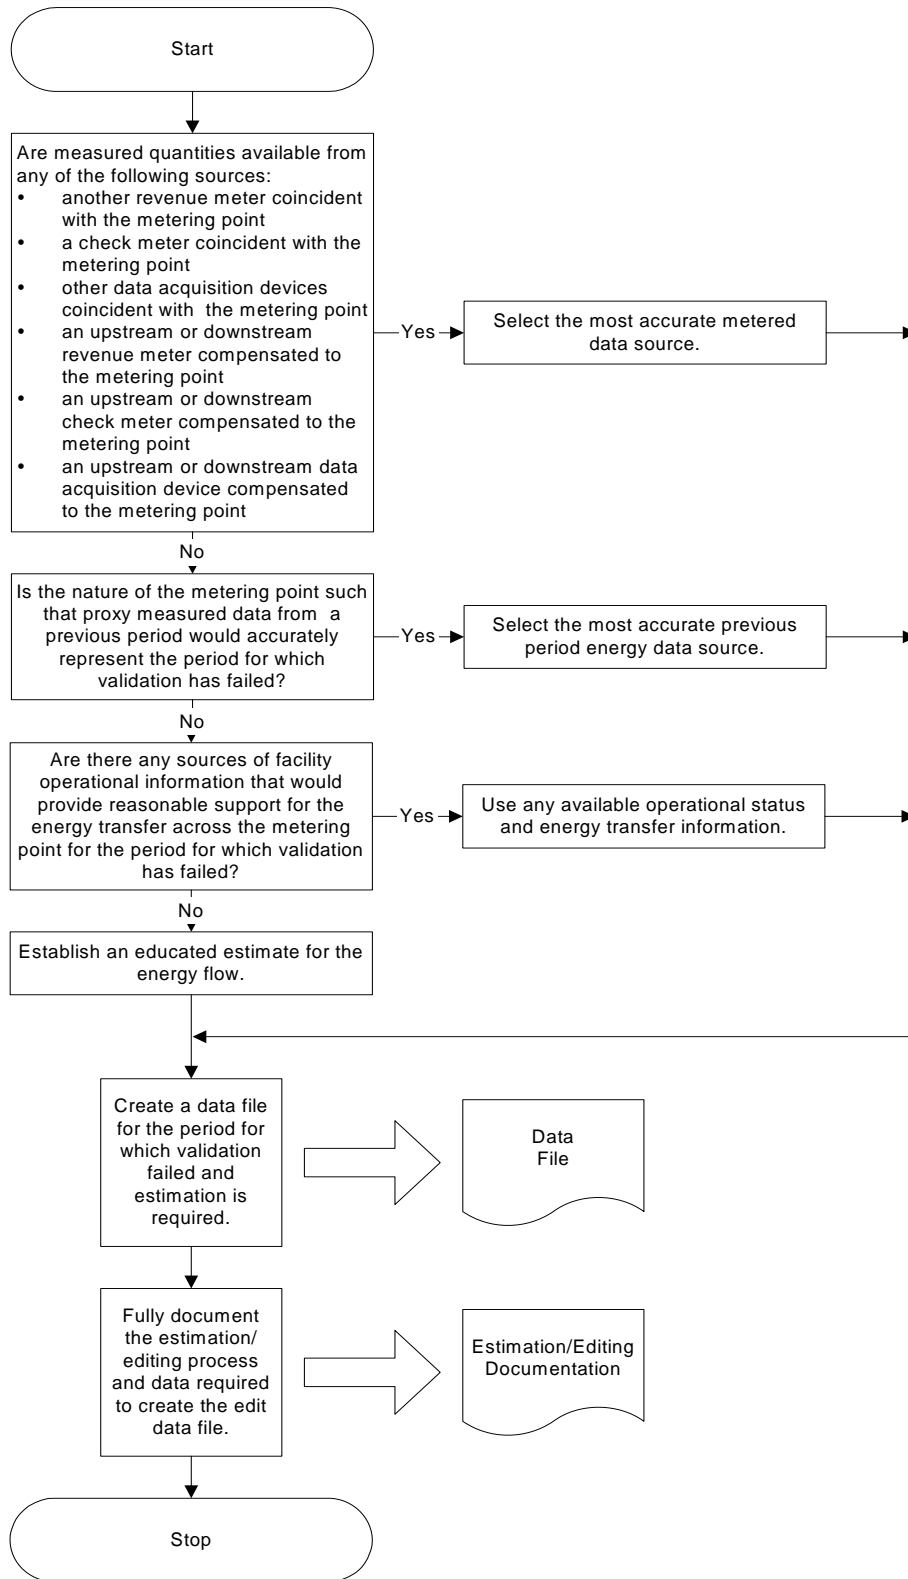 Start
Are measured quantities available from
any of the following sources:
• another revenue meter coincident
with the metering point
• a check meter coincident with the
metering point
• other data acquisition devices
coincident with the metering point
• an upstream or downstream
revenue meter compensated to
the metering point
• an upstream or downstream
check meter compensated to the
metering point
• an upstream or downstream data
acquisition device compensated
to the metering point
Yes
Select the most accurate metered
data source.
No
Is the nature of the metering point such
that proxy measured data from a
previous period would accurately
represent the period for which
validation has failed?
Yes
Select the most accurate previous
period energy data source.
No
Are there any sources of facility
operational information that would
provide reasonable support for the
energy transfer across the metering
point for the period for which validation
has failed?
Yes
Use any available operational status
and energy transfer information.
No
Establish an educated estimate for the
energy flow.
Create a data file
for the period for
which validation
failed and
estimation is
required.
Data
File
Fully document
the estimation/
editing process
and data required
to create the edit
data file.
Estimation/Editing
Documentation
Stop